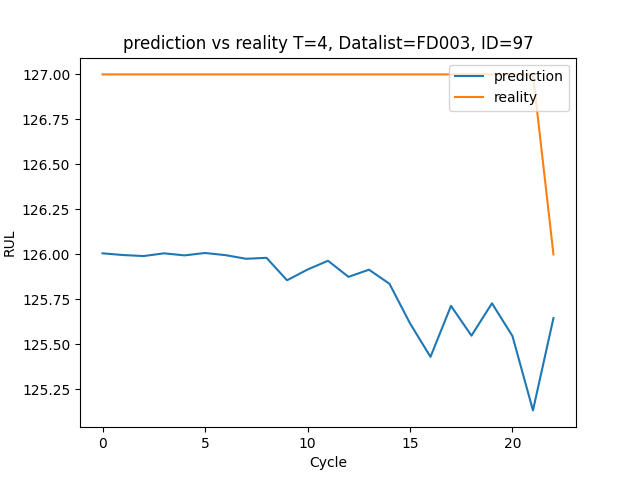 prediction vs reality T=4, Datalist=FD003, ID=97
127.00
126.75
126.50
126.25
126.00
125.75
125.50
125.25
RUL
prediction
reality
0 5 10 15 20
Cycle